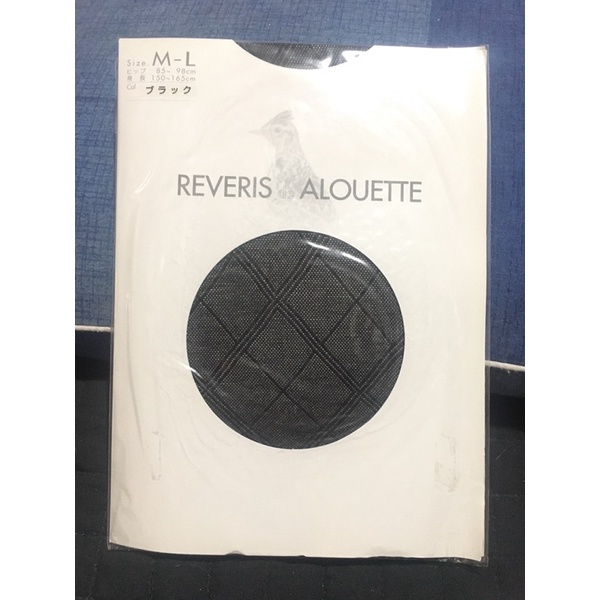 Size M-L
ヒップ 85~98cm
身長 150~165cm
Col ブラック
REVERIS ALOUETTE